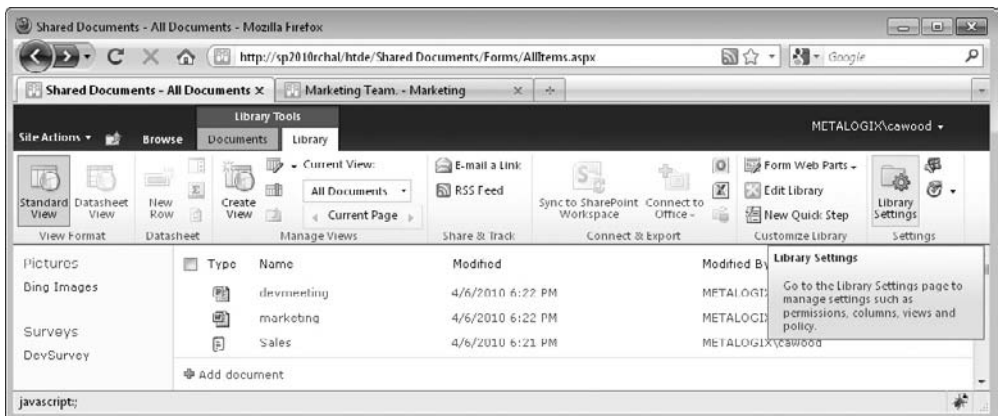 Shared Documents - All Documents - Mozilla Firefox
http://sp2010rchal/htde/Shared Documents/Forms/AllItems.aspx
Google
Shared Documents - All Documents ×
Marketing Team. - Marketing ×
Library Tools
METALOGIX\cawood
Site Actions
Browse
Documents
Library
Standard View
Datasheet View
View Format
New Row
Datasheet
Create View
Current View:
All Documents
Current Page
Manage Views
E-mail a Link
RSS Feed
Share & Track
Sync to SharePoint Workspace
Connect to Office
Connect & Export
Form Web Parts
Edit Library
New Quick Step
Customize Library
Library Settings
Settings
Pictures
Bing Images
Surveys
DevSurvey
Type Name Modified Modified By
devmeeting 4/6/2010 6:22 PM METALOGIX
marketing 4/6/2010 6:22 PM METALOGIX
Sales 4/6/2010 6:21 PM METALOGIX\cawood
Add document
Library Settings
Go to the Library Settings page to
manage settings such as
permissions, columns, views and
policy.
javascript:;